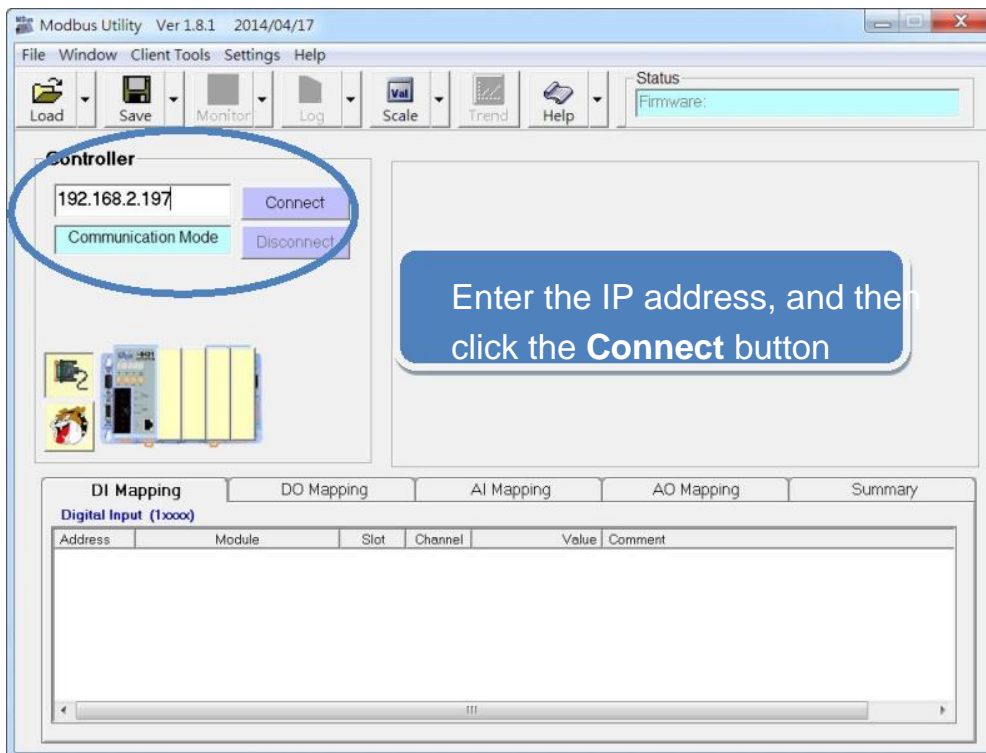 Modbus Utility Ver 1.8.1 2014/04/17
File Window Client Tools Settings Help
Load Save Monitor Log Val Scale Trend Help
Status
Firmware:
Controller
192.168.2.197 Connect
Communication Mode Disconnect
Enter the IP address, and then
click the Connect button
DI Mapping DO Mapping AI Mapping AO Mapping Summary
Digital Input (1xxxx)
Address Module Slot Channel Value Comment